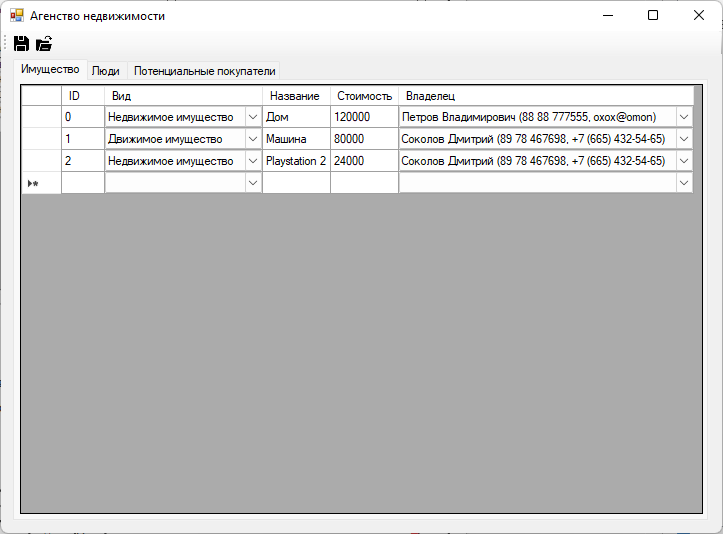 Агенство недвижимости
Имущество Люди Потенциальные покупатели
ID Вид Название Стоимость Владелец
0 Недвижимое имущество Дом 120000 Петров Владимирович (88 88 777555, oxox@omon)
1 Движимое имущество Машина 80000 Соколов Дмитрий (89 78 467698, +7 (665) 432-54-65)
2 Недвижимое имущество Playstation 2 24000 Соколов Дмитрий (89 78 467698, +7 (665) 432-54-65)